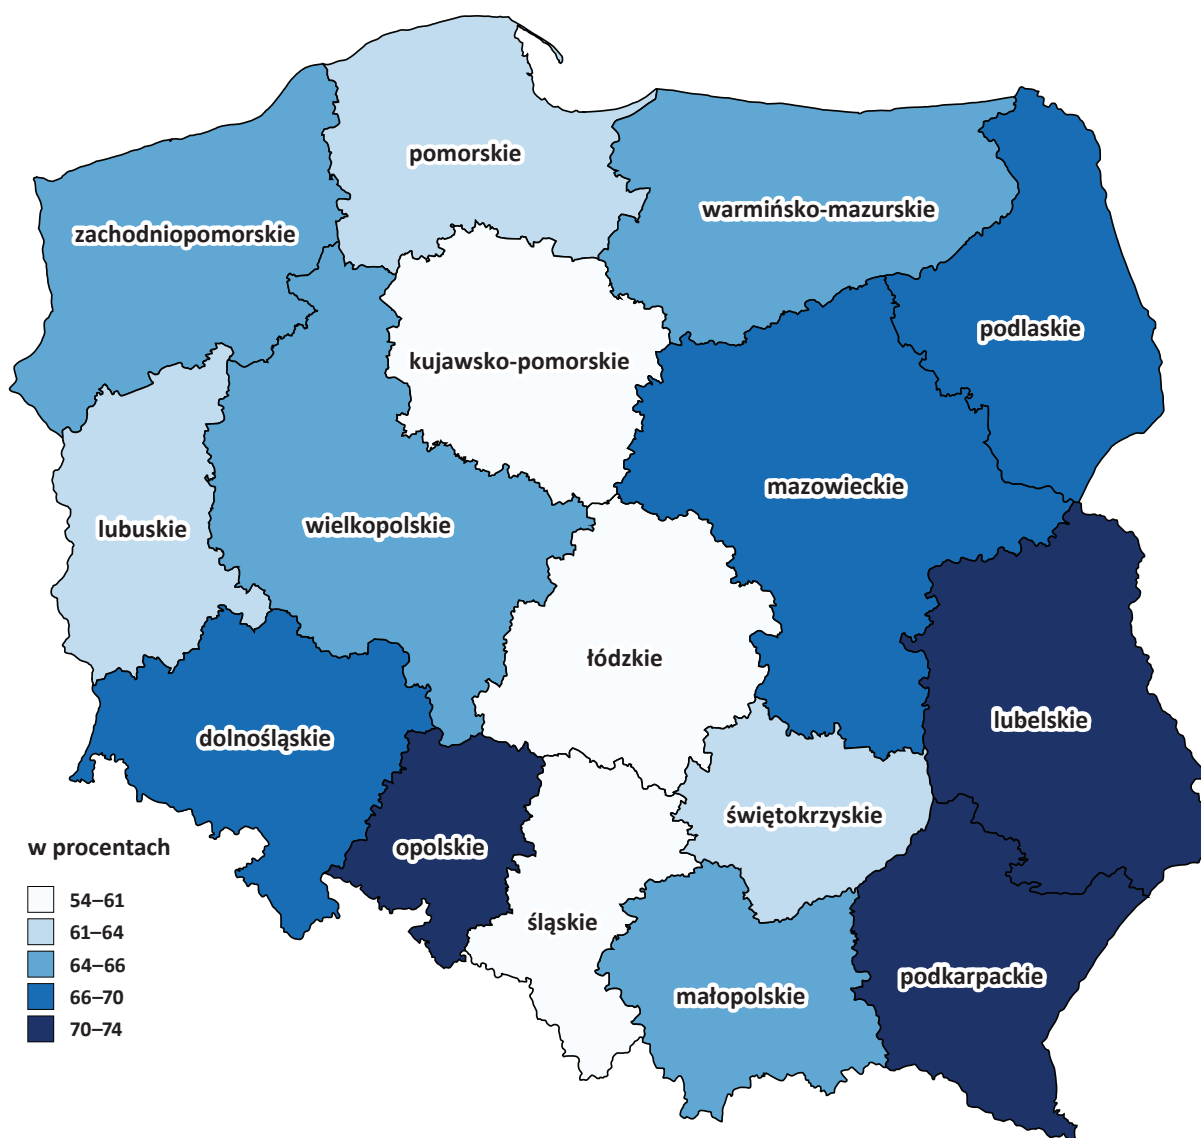 pomorskie
warmińsko-mazurskie
zachodniopomorskie
podlaskie
kujawsko-pomorskie
mazowieckie
wielkopolskie
lubuskie
łódzkie
lubelskie
dolnośląskie
świętokrzyskie
opolskie
śląskie
podkarpackie
małopolskie
w procentach
54–61
61–64
64–66
66–70
70–74